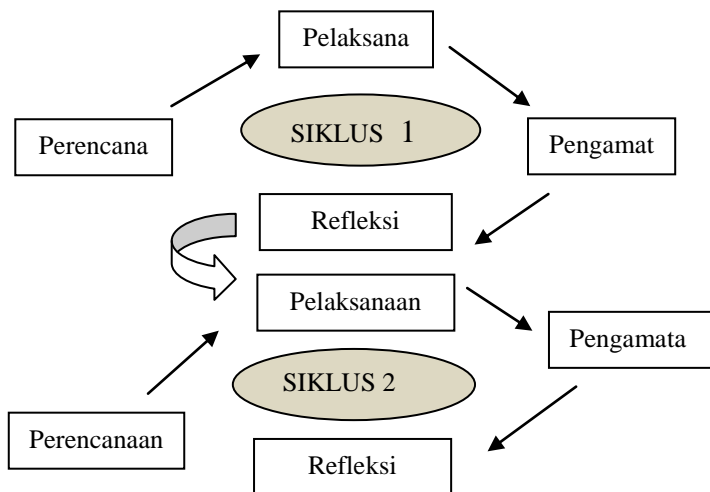 Pelaksana
Perencana
SIKLUS 1
Pengamat
Refleksi
Pelaksanaan
Pengamata
SIKLUS 2
Perencanaan
Refleksi